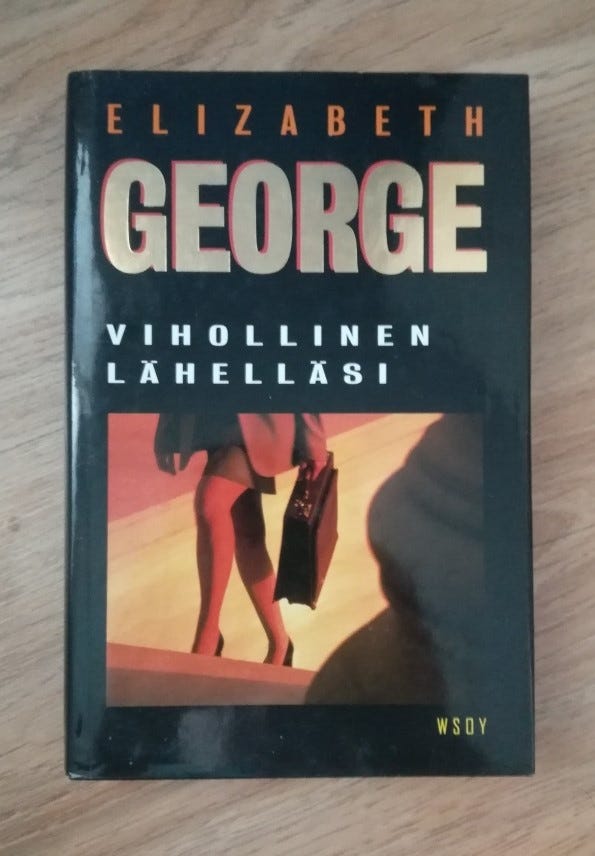 ELIZABETH
GEORGE
VIHOLLINEN
LÄHELLÄSI
WSOY